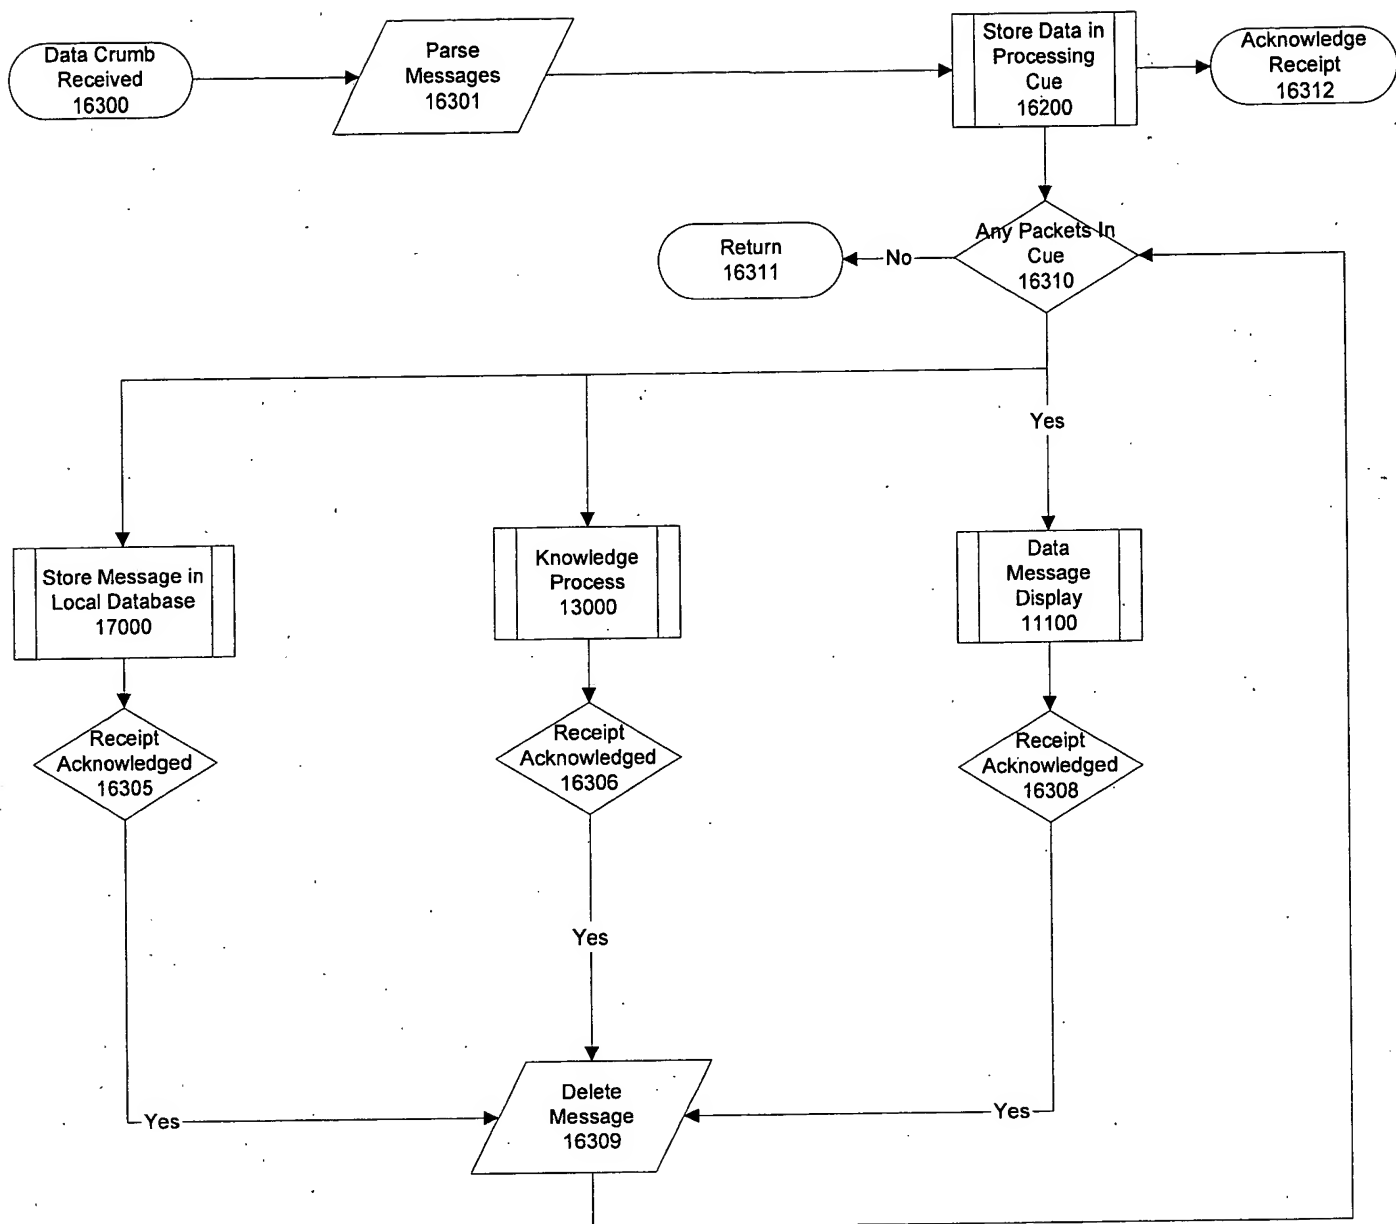 Data Crumb
Received
16300
Parse
Messages
16301
Store Data in
Processing
Cue
16200
Acknowledge
Receipt
16312
Return
16311
No
Any Packets In
Cue
16310
Yes
Store Message in
Local Database
17000
Knowledge
Process
13000
Data
Message
Display
11100
Receipt
Acknowledged
16305
Receipt
Acknowledged
16306
Receipt
Acknowledged
16308
Yes
Yes
Delete
Message
16309
Yes